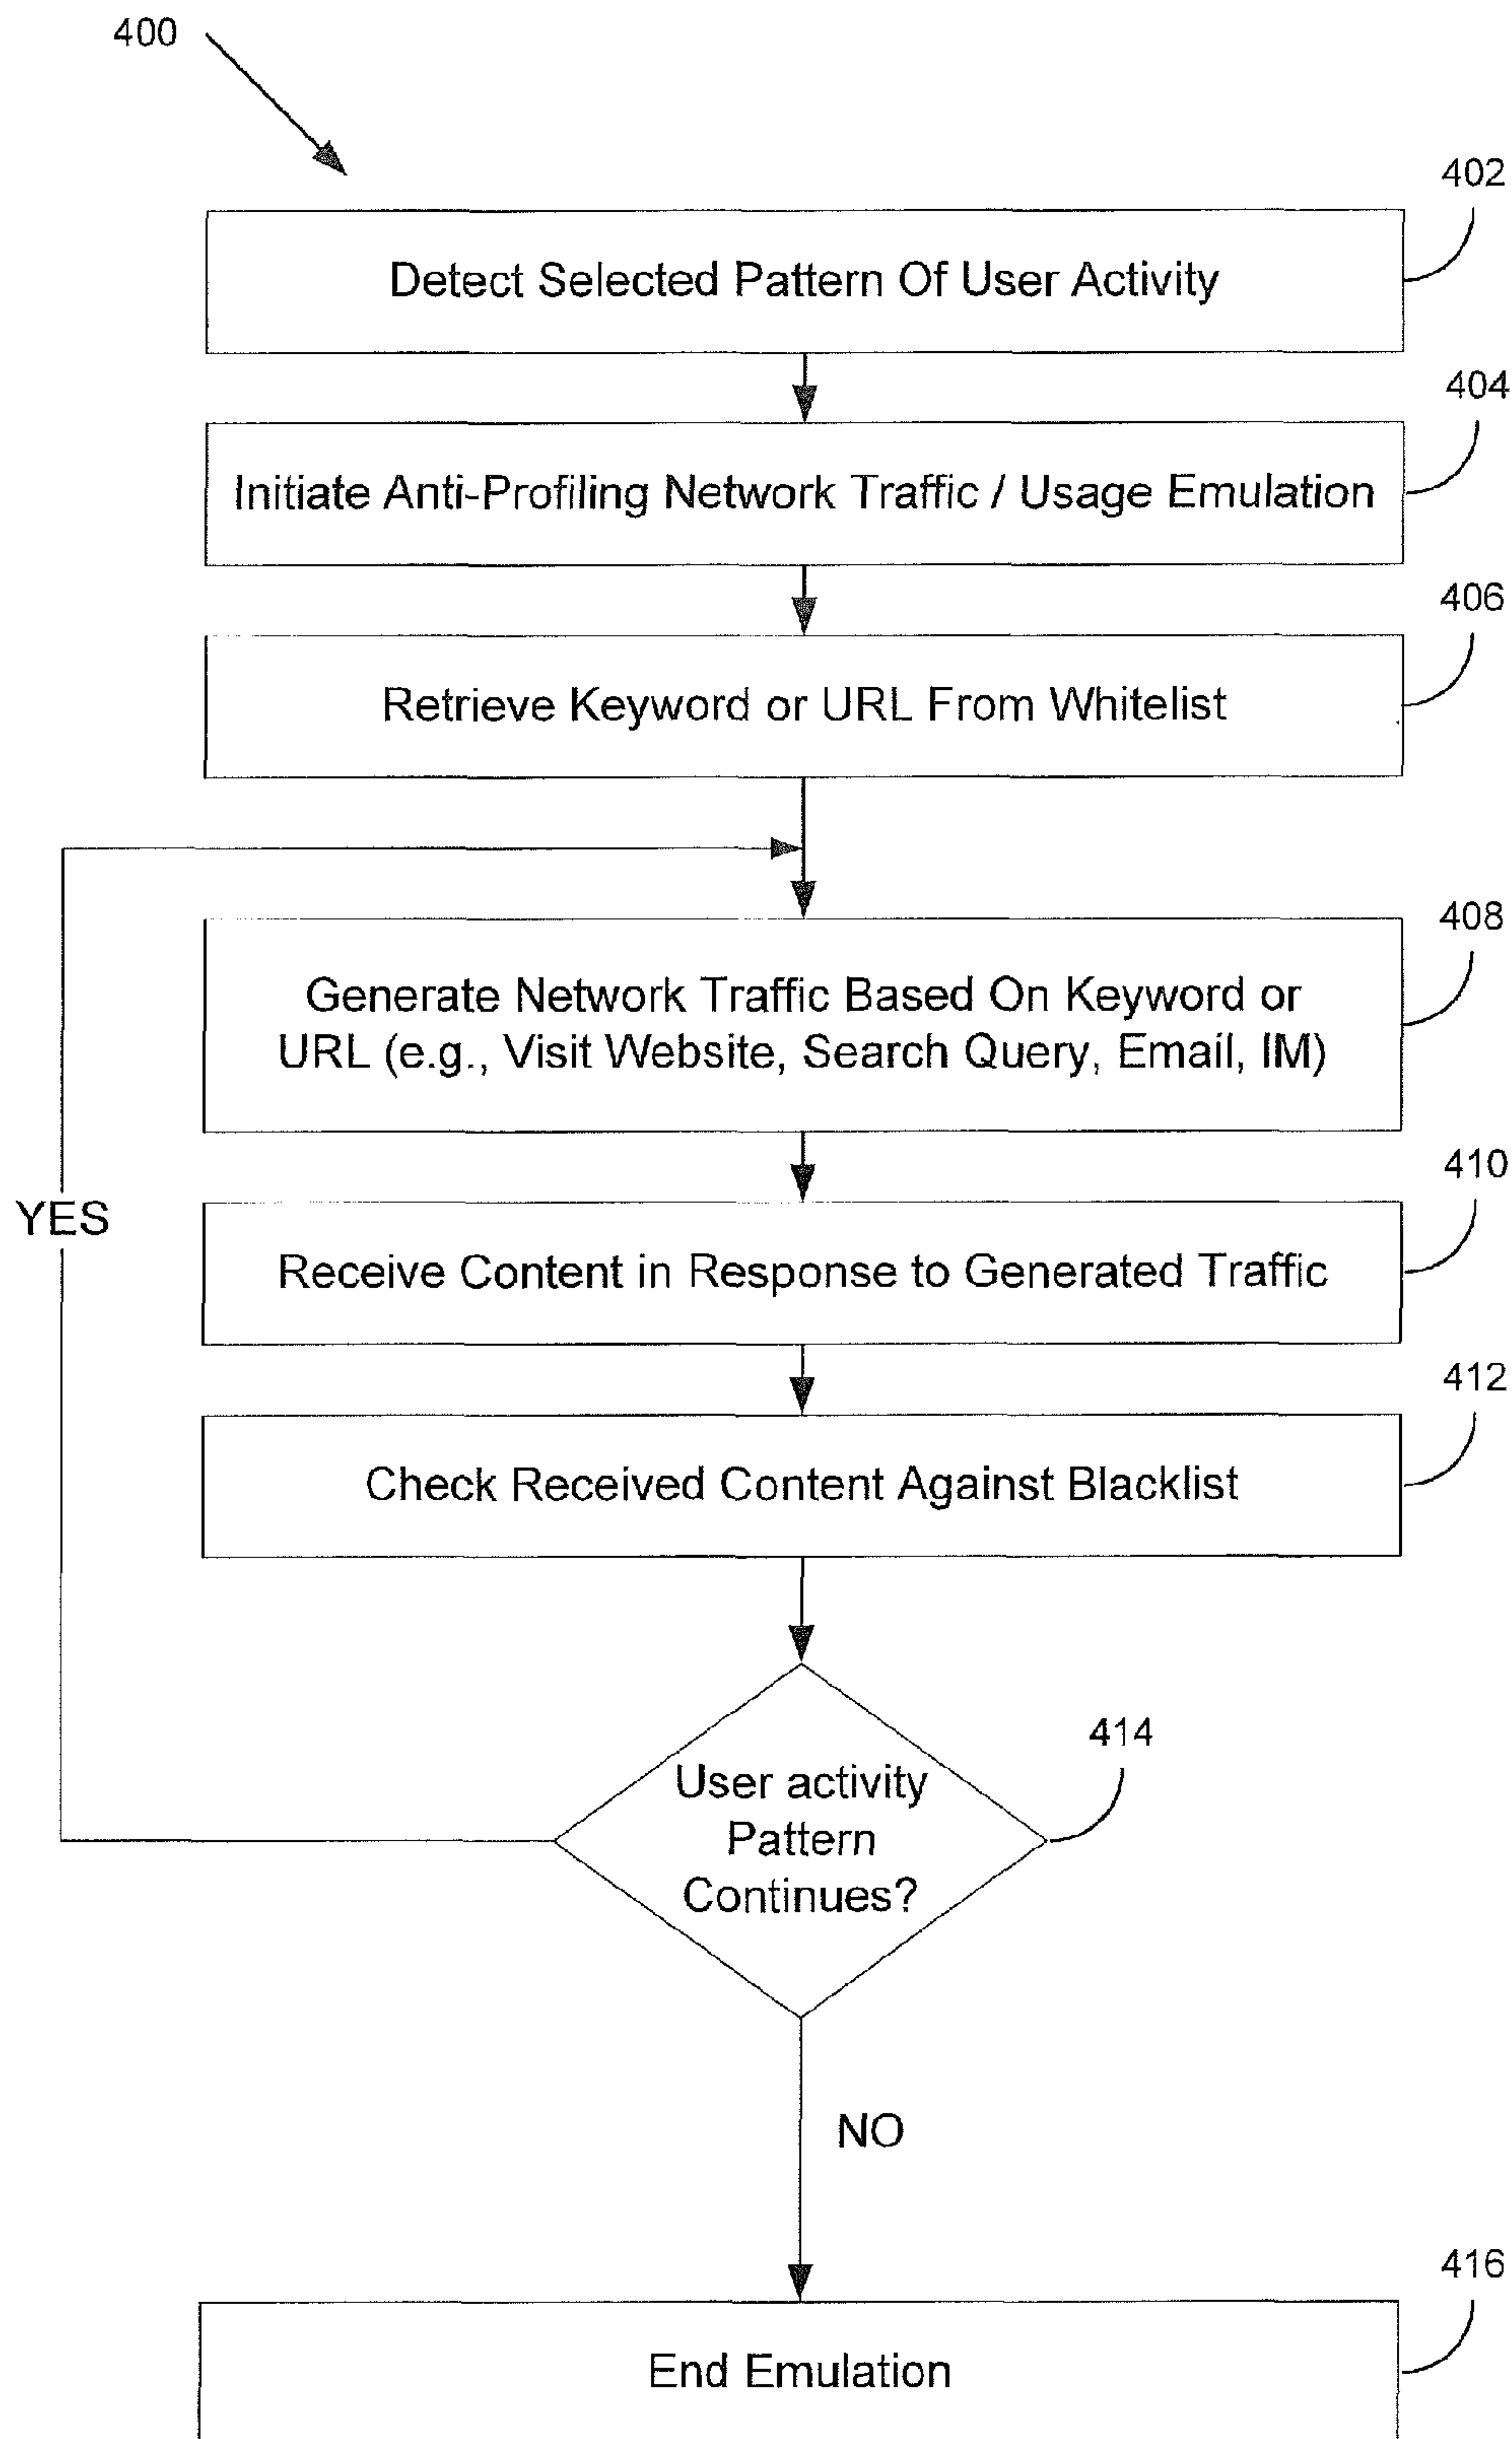 400
402
Detect Selected Pattern Of User Activity
404
Initiate Anti-Profiling Network Traffic / Usage Emulation
406
Retrieve Keyword or URL From Whitelist
408
Generate Network Traffic Based On Keyword or
URL (e.g., Visit Website, Search Query, Email, IM)
410
YES
Receive Content in Response to Generated Traffic
412
Check Received Content Against Blacklist
414
User activity
Pattern
Continues?
NO
416
End Emulation